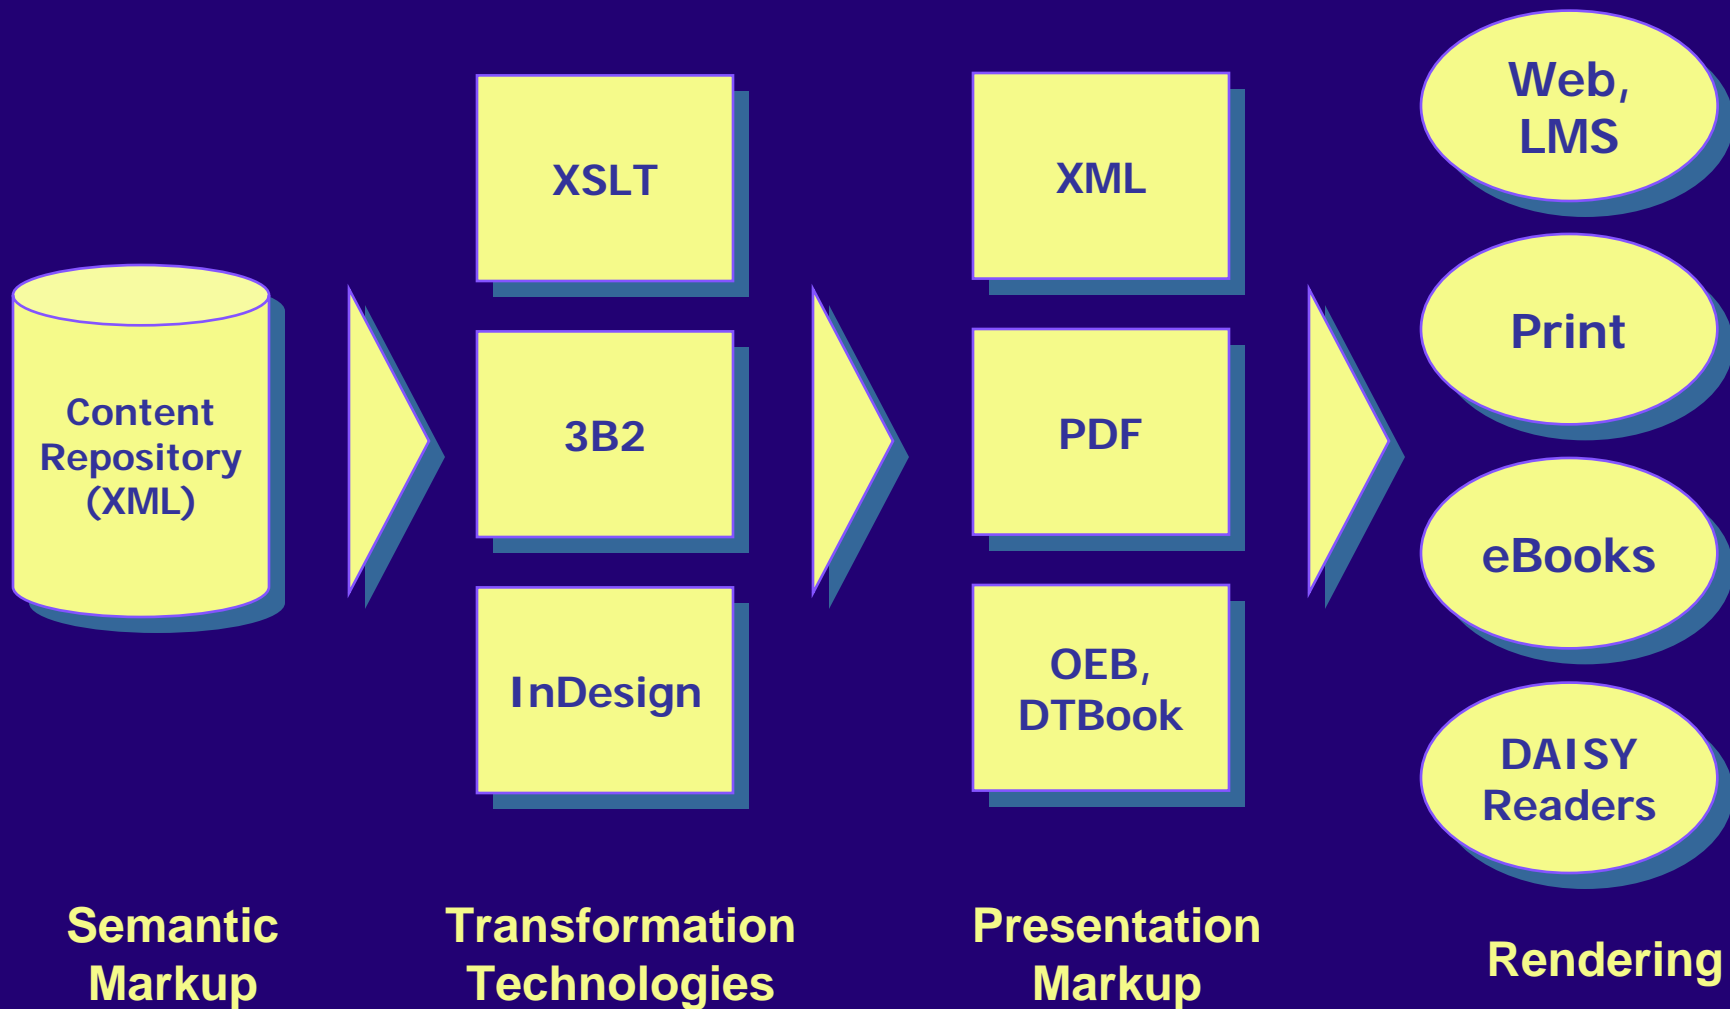 Content
Repository
(XML)
XSLT
3B2
InDesign
XML
PDF
OEB,
DTBook
Web,
LMS
Print
eBooks
DAISY
Readers
Semantic
Markup
Transformation
Technologies
Presentation
Markup
Rendering